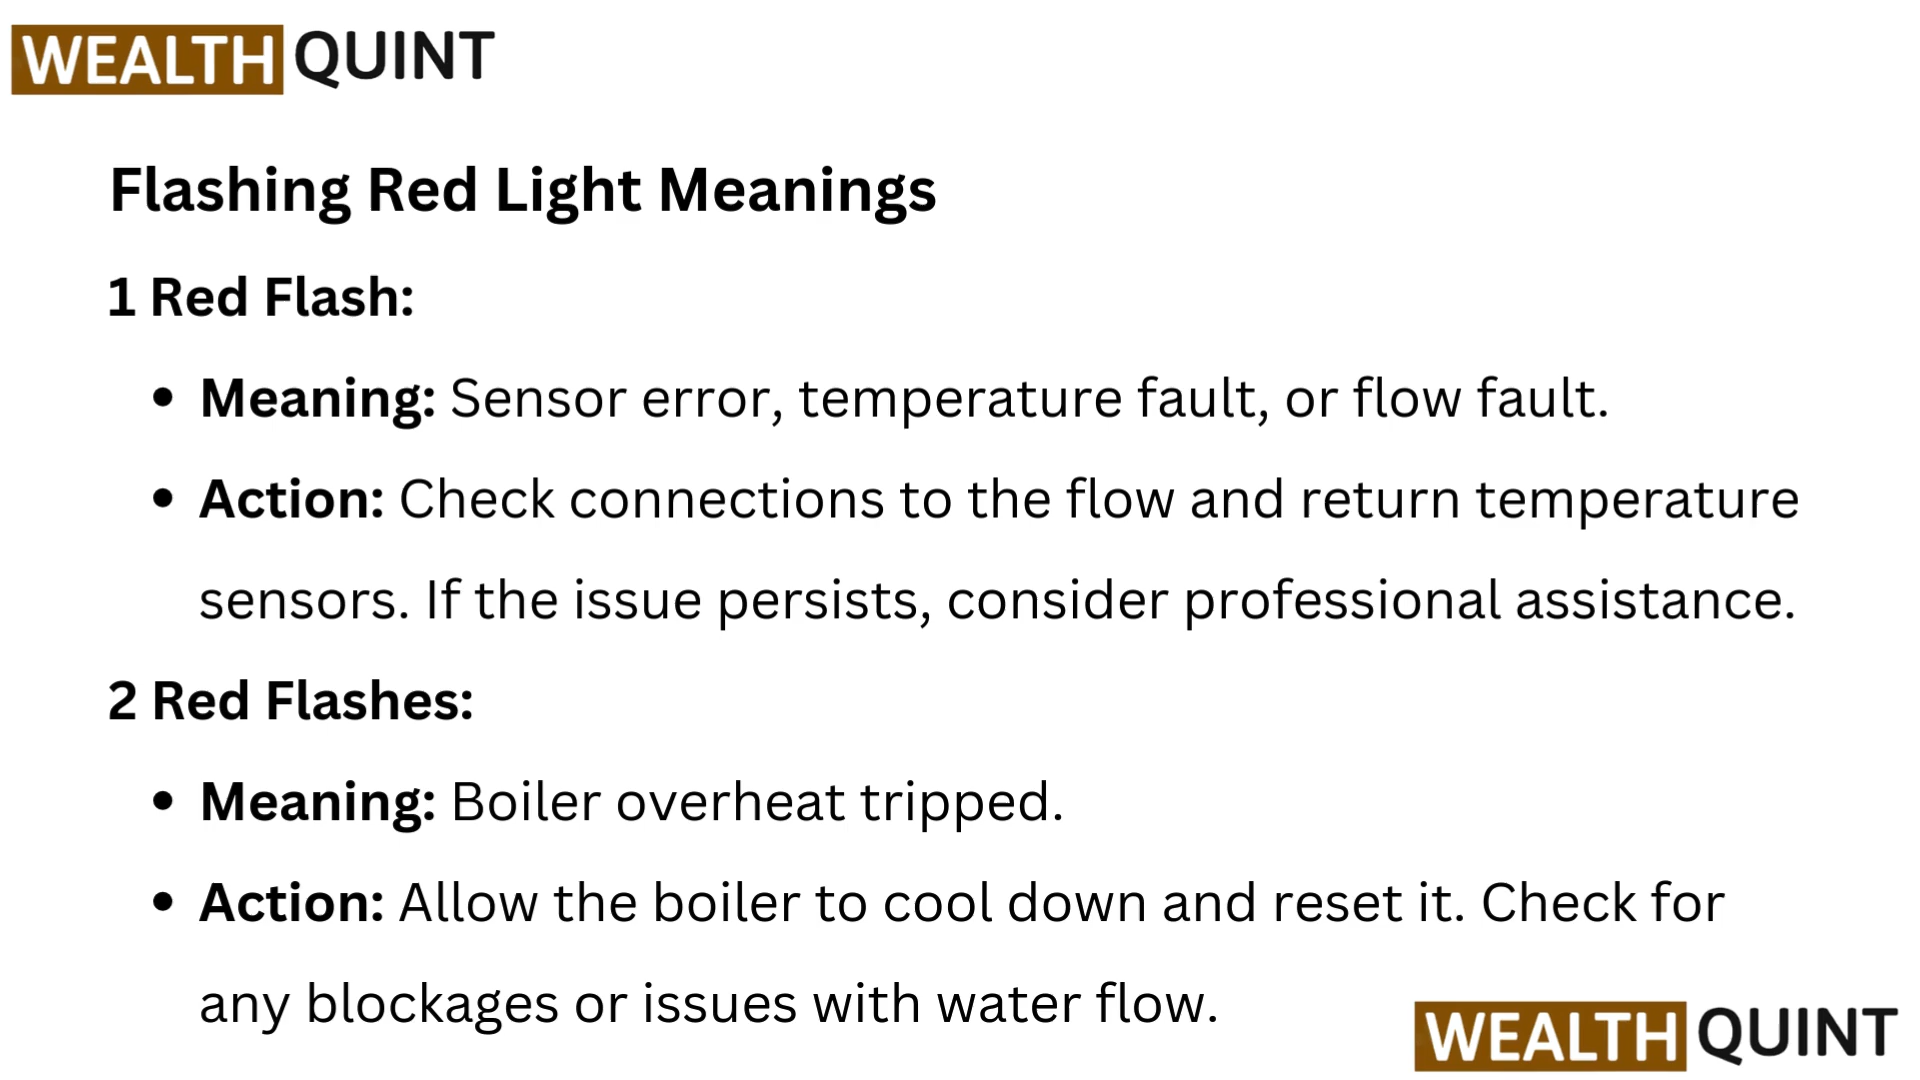 WEALTH QUINT
Flashing Red Light Meanings
1 Red Flash:
• Meaning: Sensor error, temperature fault, or flow fault.
• Action: Check connections to the flow and return temperature
sensors. If the issue persists, consider professional assistance.
2 Red Flashes:
• Meaning: Boiler overheat tripped.
• Action: Allow the boiler to cool down and reset it. Check for
any blockages or issues with water flow.
WEALTH QUINT